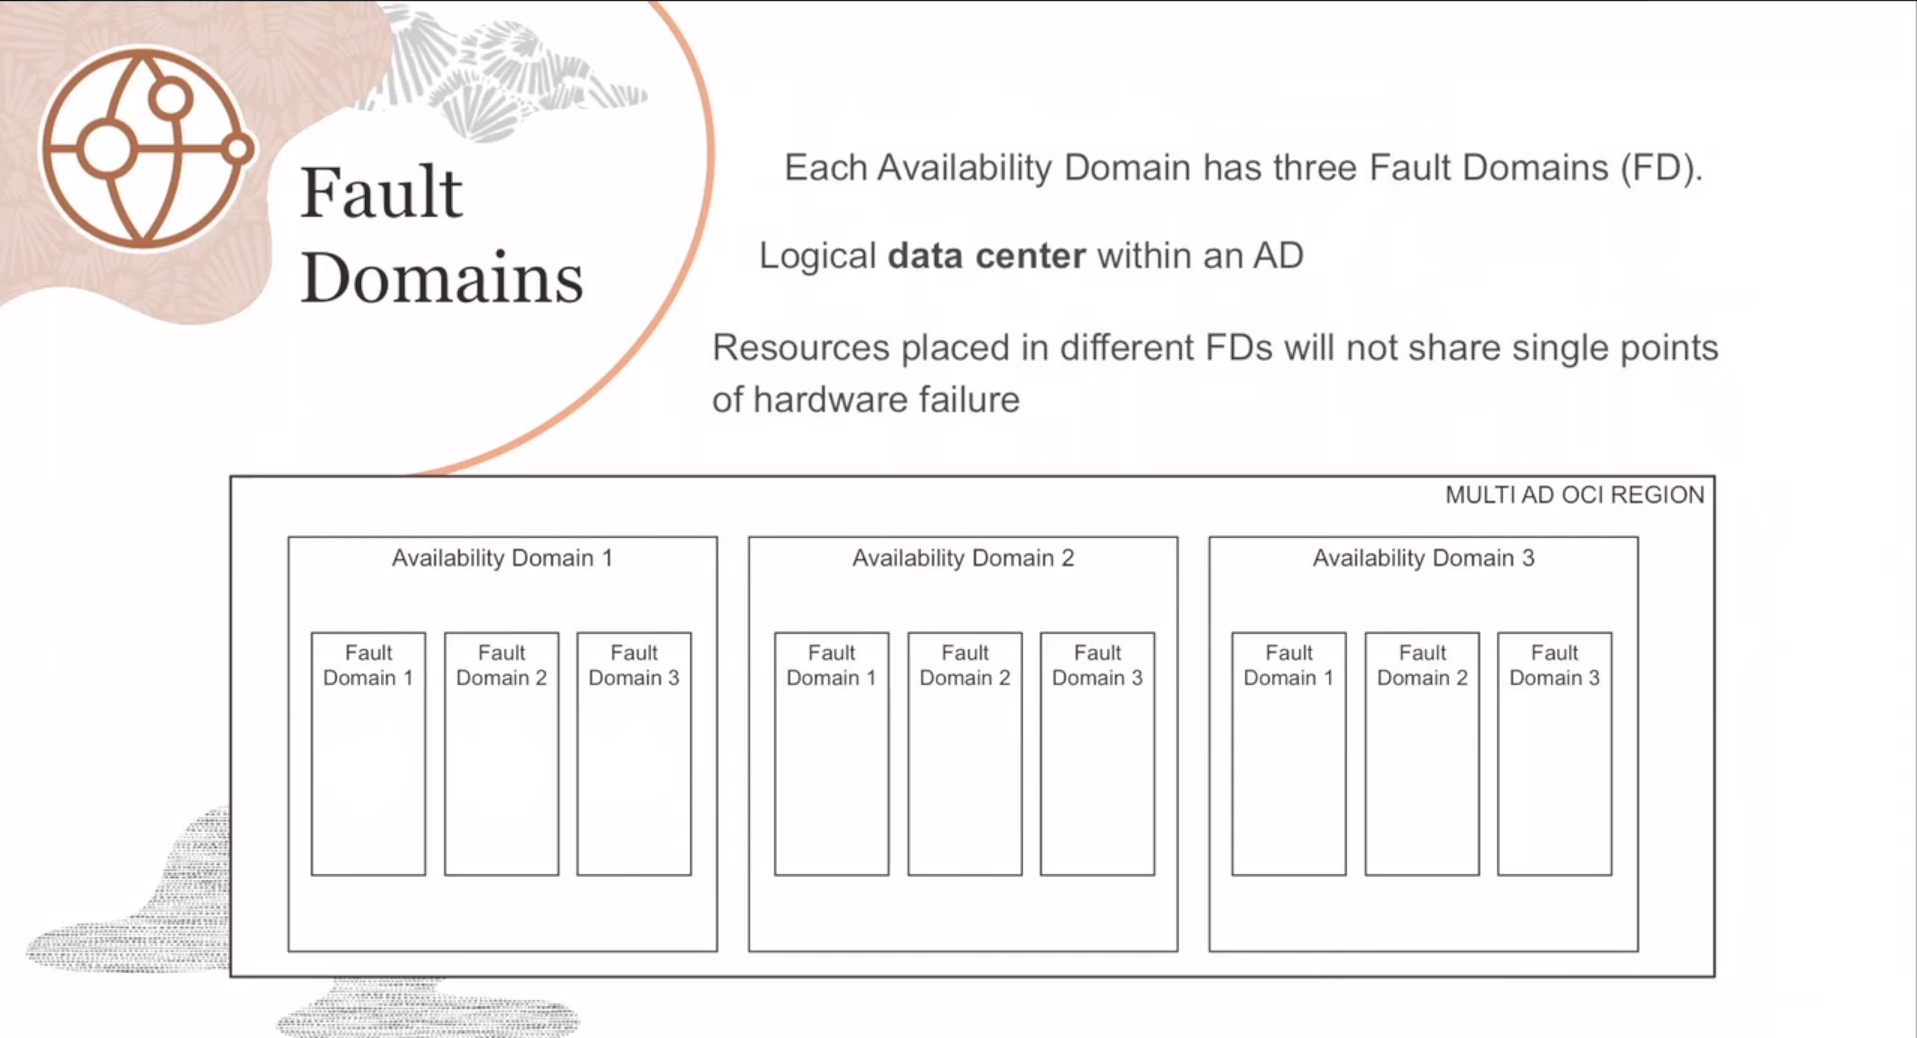 Fault
Domains
Each Availability Domain has three Fault Domains (FD).
Logical data center within an AD
Resources placed in different FDs will not share single points
of hardware failure
MULTI AD OCI REGION
Availability Domain 1
Fault
Domain 1
Fault
Domain 2
Fault
Domain 3
Availability Domain 2
Fault
Domain 1
Fault
Domain 2
Fault
Domain 3
Availability Domain 3
Fault
Domain 1
Fault
Domain 2
Fault
Domain 3